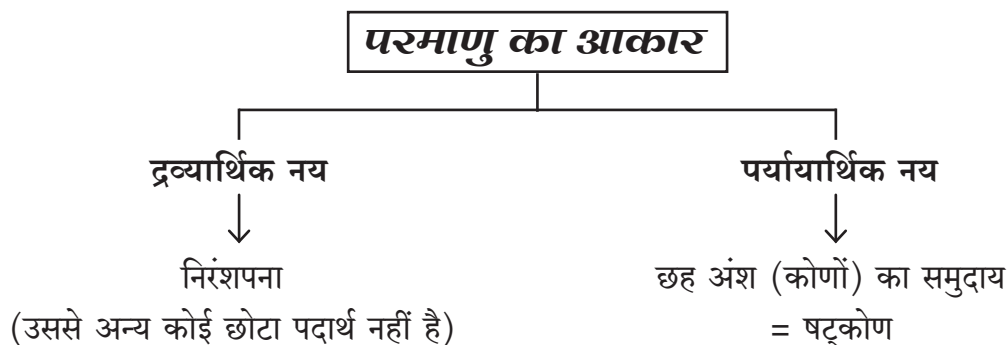 परमाणु का आकार
द्रव्यार्थिक नय
पर्यायार्थिक नय
निरंशपना
(उससे अन्य कोई छोटा पदार्थ नहीं है)
छह अंश (कोणों) का समुदाय
= षट्कोण